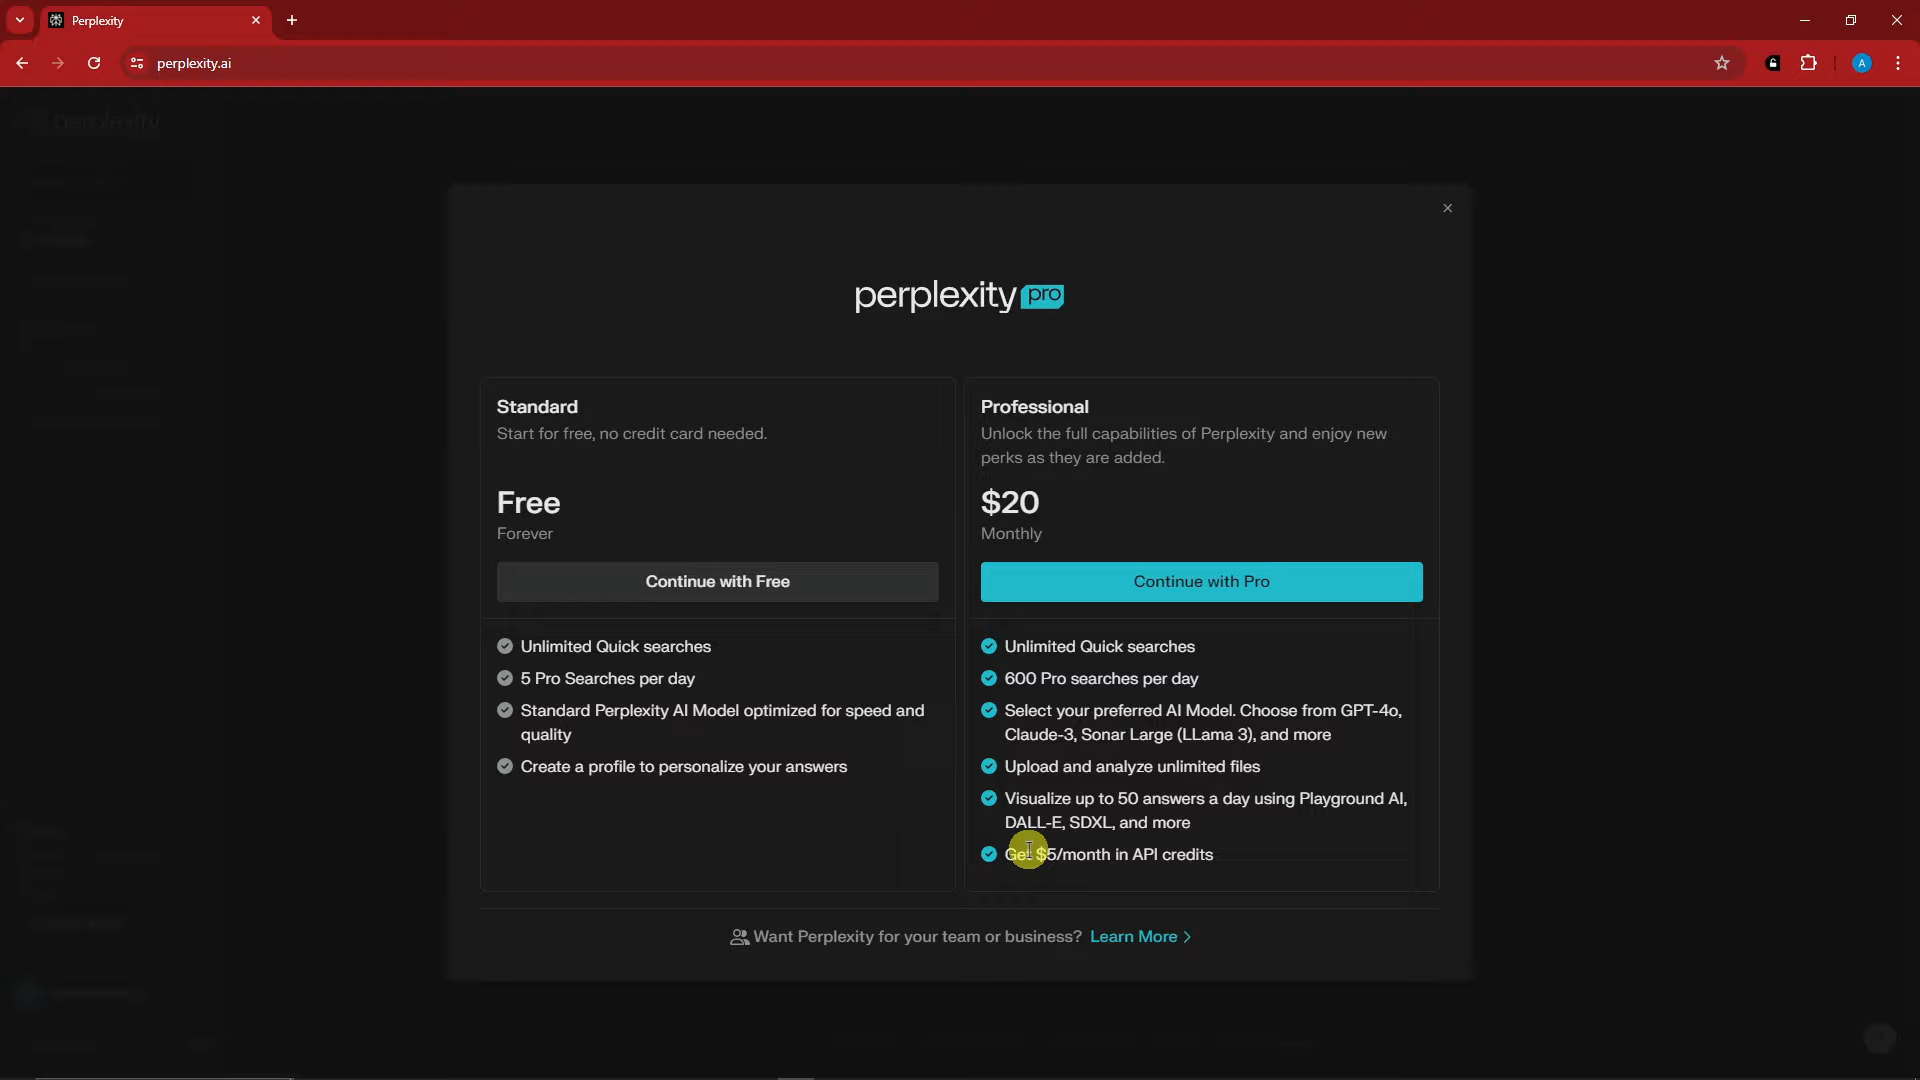 Perplexity
perplexity.ai
A
perplexity
perplexity pro
Standard
Start for free, no credit card needed.
Free
Forever
Continue with Free
Unlimited Quick searches
5 Pro Searches per day
Standard Perplexity AI Model optimized for speed and
quality
Create a profile to personalize your answers
Professional
Unlock the full capabilities of Perplexity and enjoy new
perks as they are added.
$20
Monthly
Continue with Pro
Unlimited Quick searches
600 Pro searches per day
Select your preferred AI Model. Choose from GPT-4o,
Claude-3, Sonar Large (LLama 3), and more
Upload and analyze unlimited files
Visualize up to 50 answers a day using Playground AI,
DALL-E, SDXL, and more
Get $5/month in API credits
Want Perplexity for your team or business? Learn More